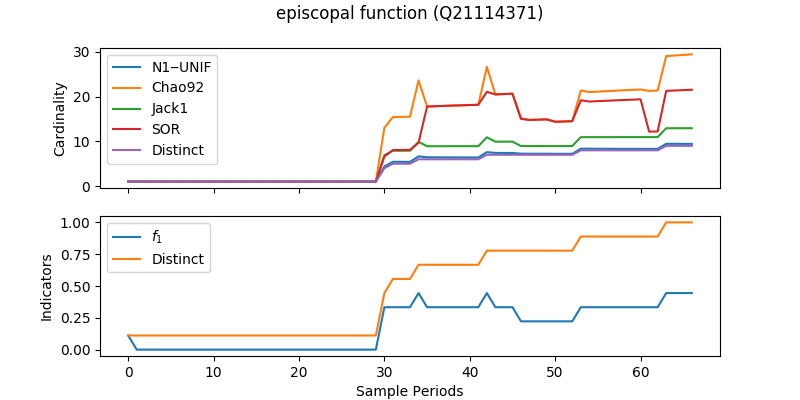 episcopal function (Q21114371)
Cardinality
30
20
10
0
N1−UNIF
Chao92
Jack1
SOR
Distinct
Indicators
1.00
0.75
0.50
0.25
0.00
f1
Distinct
0 10 20 30 40 50 60
Sample Periods